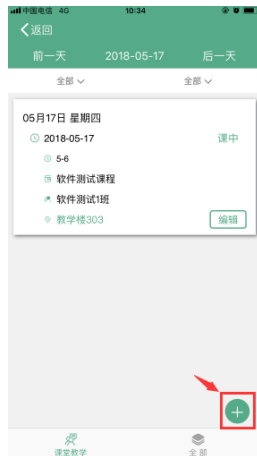 中国电信 4G 10:34
返回
前一天 2018-05-17 后一天
全部 全部
05月17日 星期四
2018-05-17 课中
5-6
软件测试课程
软件测试1班
教学楼303 编辑
课堂教学 全部